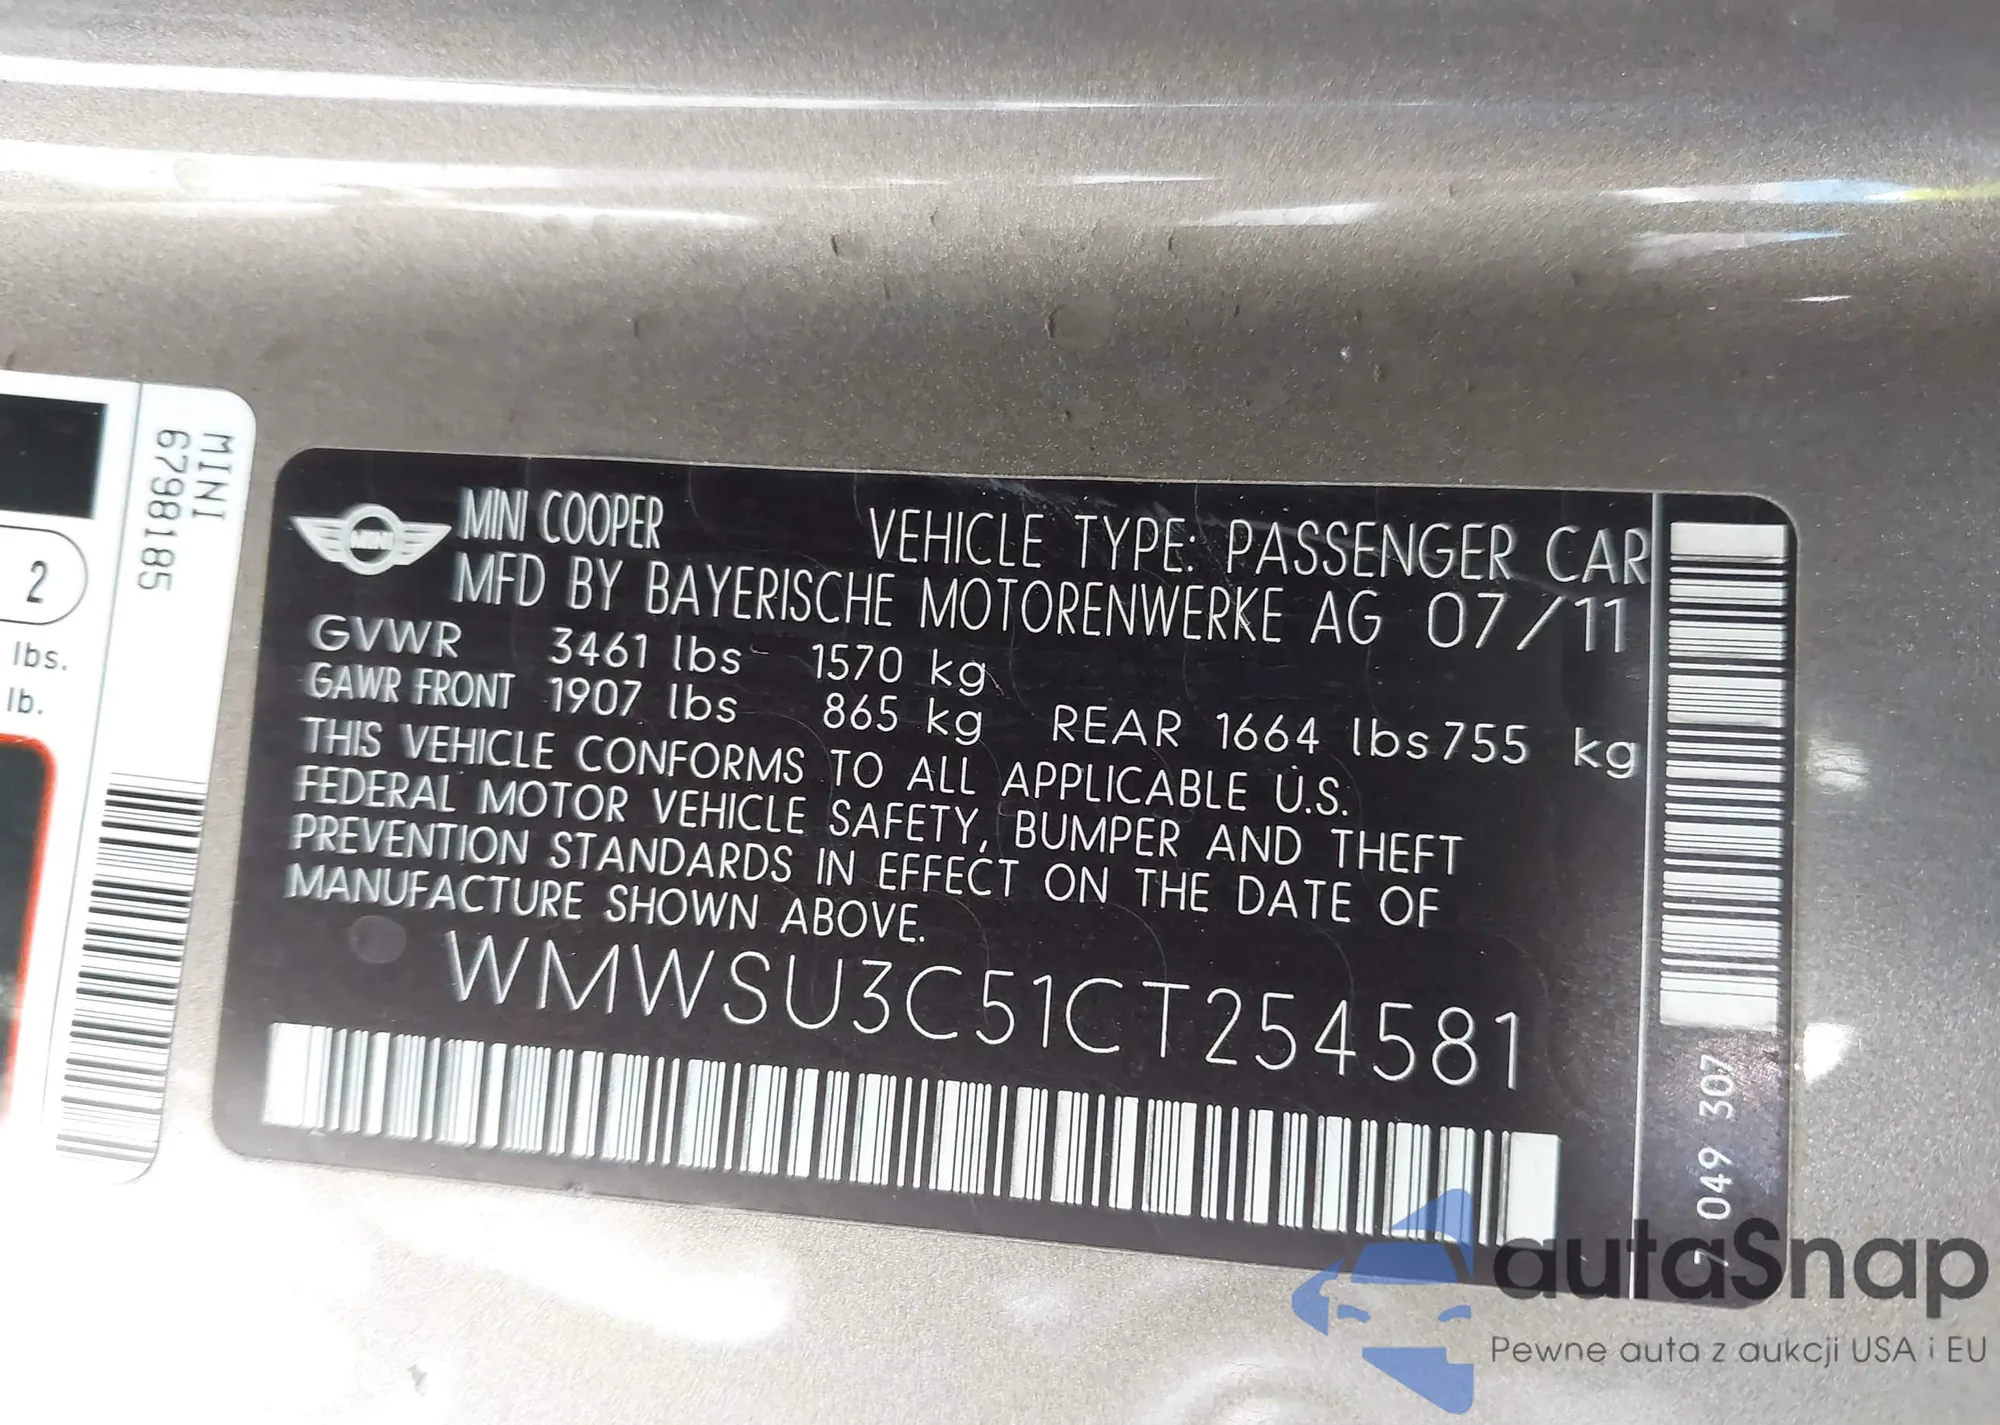 MINI
6798185
2
lbs.
lb.
MINI
MINI COOPER
VEHICLE TYPE: PASSENGER CAR
MFD BY BAYERISCHE MOTORENWERKE AG 07/11
GVWR 3461 lbs 1570 kg
GAWR FRONT 1907 lbs 865 kg REAR 1664 lbs 755 kg
THIS VEHICLE CONFORMS TO ALL APPLICABLE U.S.
FEDERAL MOTOR VEHICLE SAFETY, BUMPER AND THEFT
PREVENTION STANDARDS IN EFFECT ON THE DATE OF
MANUFACTURE SHOWN ABOVE.
WMWSU3C51CT254581
7 049 307
autaSnap
Pewne auta z aukcji USA i EU